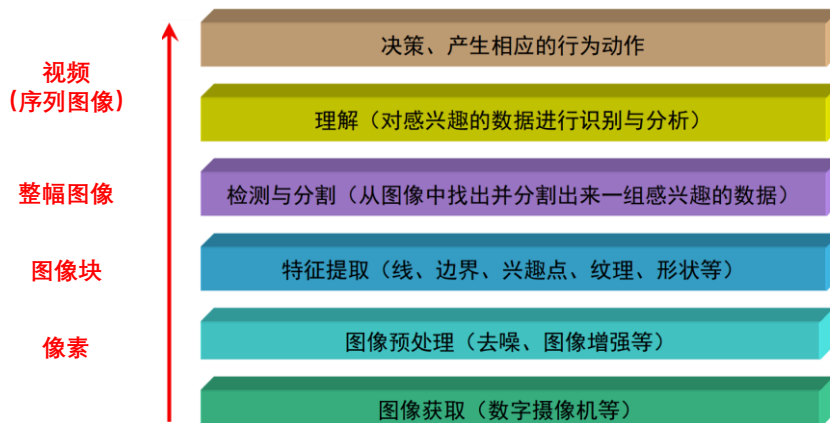 决策、产生相应的行为动作
视频
(序列图像)
理解（对感兴趣的数据进行识别与分析）
整幅图像
检测与分割（从图像中找出并分割出来一组感兴趣的数据）
图像块
特征提取（线、边界、兴趣点、纹理、形状等）
像素
图像预处理（去噪、图像增强等）
图像获取（数字摄像机等）